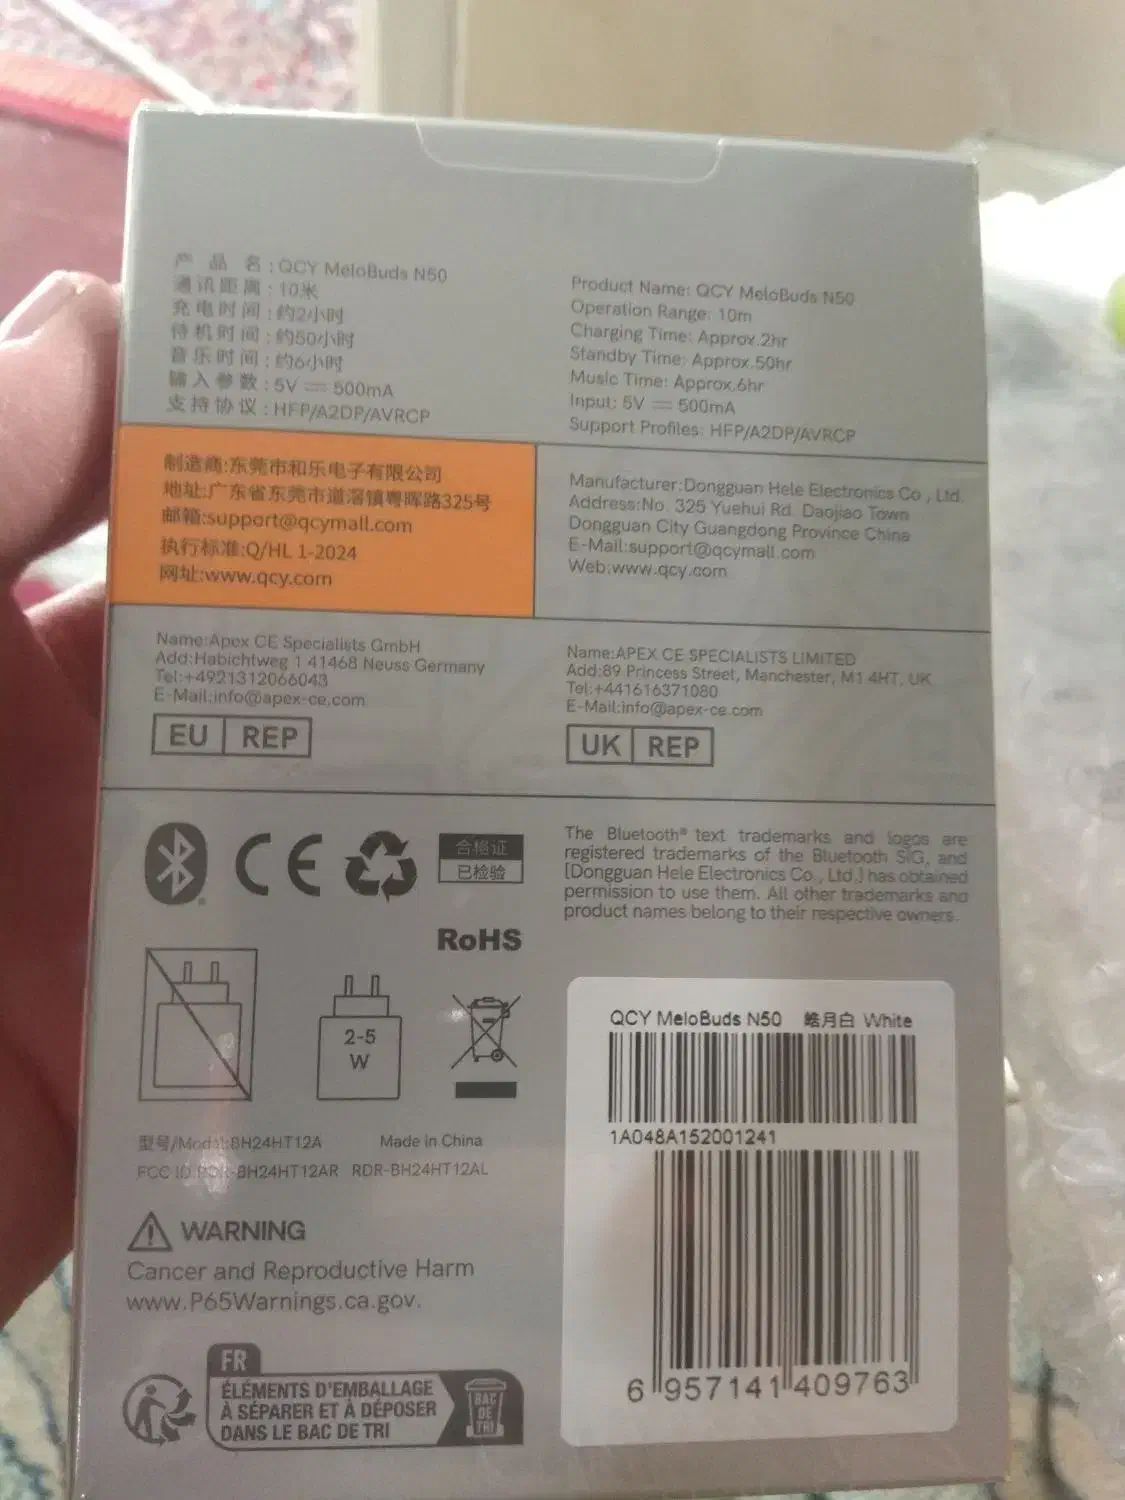 产 品 名 : QCY MeloBuds N50
通讯距离 : 10米
充电时间 : 约2小时
待机时间 : 约50小时
音乐时间 : 约6小时
输入参数 : 5V ⎓ 500mA
支持协议 : HFP/A2DP/AVRCP
Product Name: QCY MeloBuds N50
Operation Range: 10m
Charging Time: Approx.2hr
Standby Time: Approx.50hr
Music Time: Approx.6hr
Input: 5V ⎓ 500mA
Support Profiles: HFP/A2DP/AVRCP
制造商:东莞市和乐电子有限公司
地址:广东省东莞市道滘镇粤晖路325号
邮箱:support@qcymall.com
执行标准:Q/HL 1-2024
网址:www.qcy.com
Manufacturer:Dongguan Hele Electronics Co., Ltd.
Address:No. 325 Yuehui Rd. Daojiao Town
Dongguan City Guangdong Province China
E-Mail:support@qcymall.com
Web:www.qcy.com
Name:Apex CE Specialists GmbH
Add:Habichtweg 1 41468 Neuss Germany
Tel:+4921312066043
E-Mail:info@apex-ce.com
EU REP
Name:APEX CE SPECIALISTS LIMITED
Add:89 Princess Street, Manchester, M1 4HT, UK
Tel:+441616371080
E-Mail:info@apex-ce.com
UK REP
CE
合格证
已检验
RoHS
The Bluetooth® text trademarks and logos are
registered trademarks of the Bluetooth SIG, and
[Dongguan Hele Electronics Co., Ltd.] has obtained
permission to use them. All other trademarks and
product names belong to their respective owners.
2-5
W
型号/Model:BH24HT12A Made in China
FCC ID:RDR-BH24HT12AR RDR-BH24HT12AL
WARNING
Cancer and Reproductive Harm
www.P65Warnings.ca.gov.
FR
ÉLÉMENTS D'EMBALLAGE
À SÉPARER ET À DÉPOSER
DANS LE BAC DE TRI
BAC
DE
TRI
QCY MeloBuds N50 皓月白 White
1A048A152001241
6 957141 409763